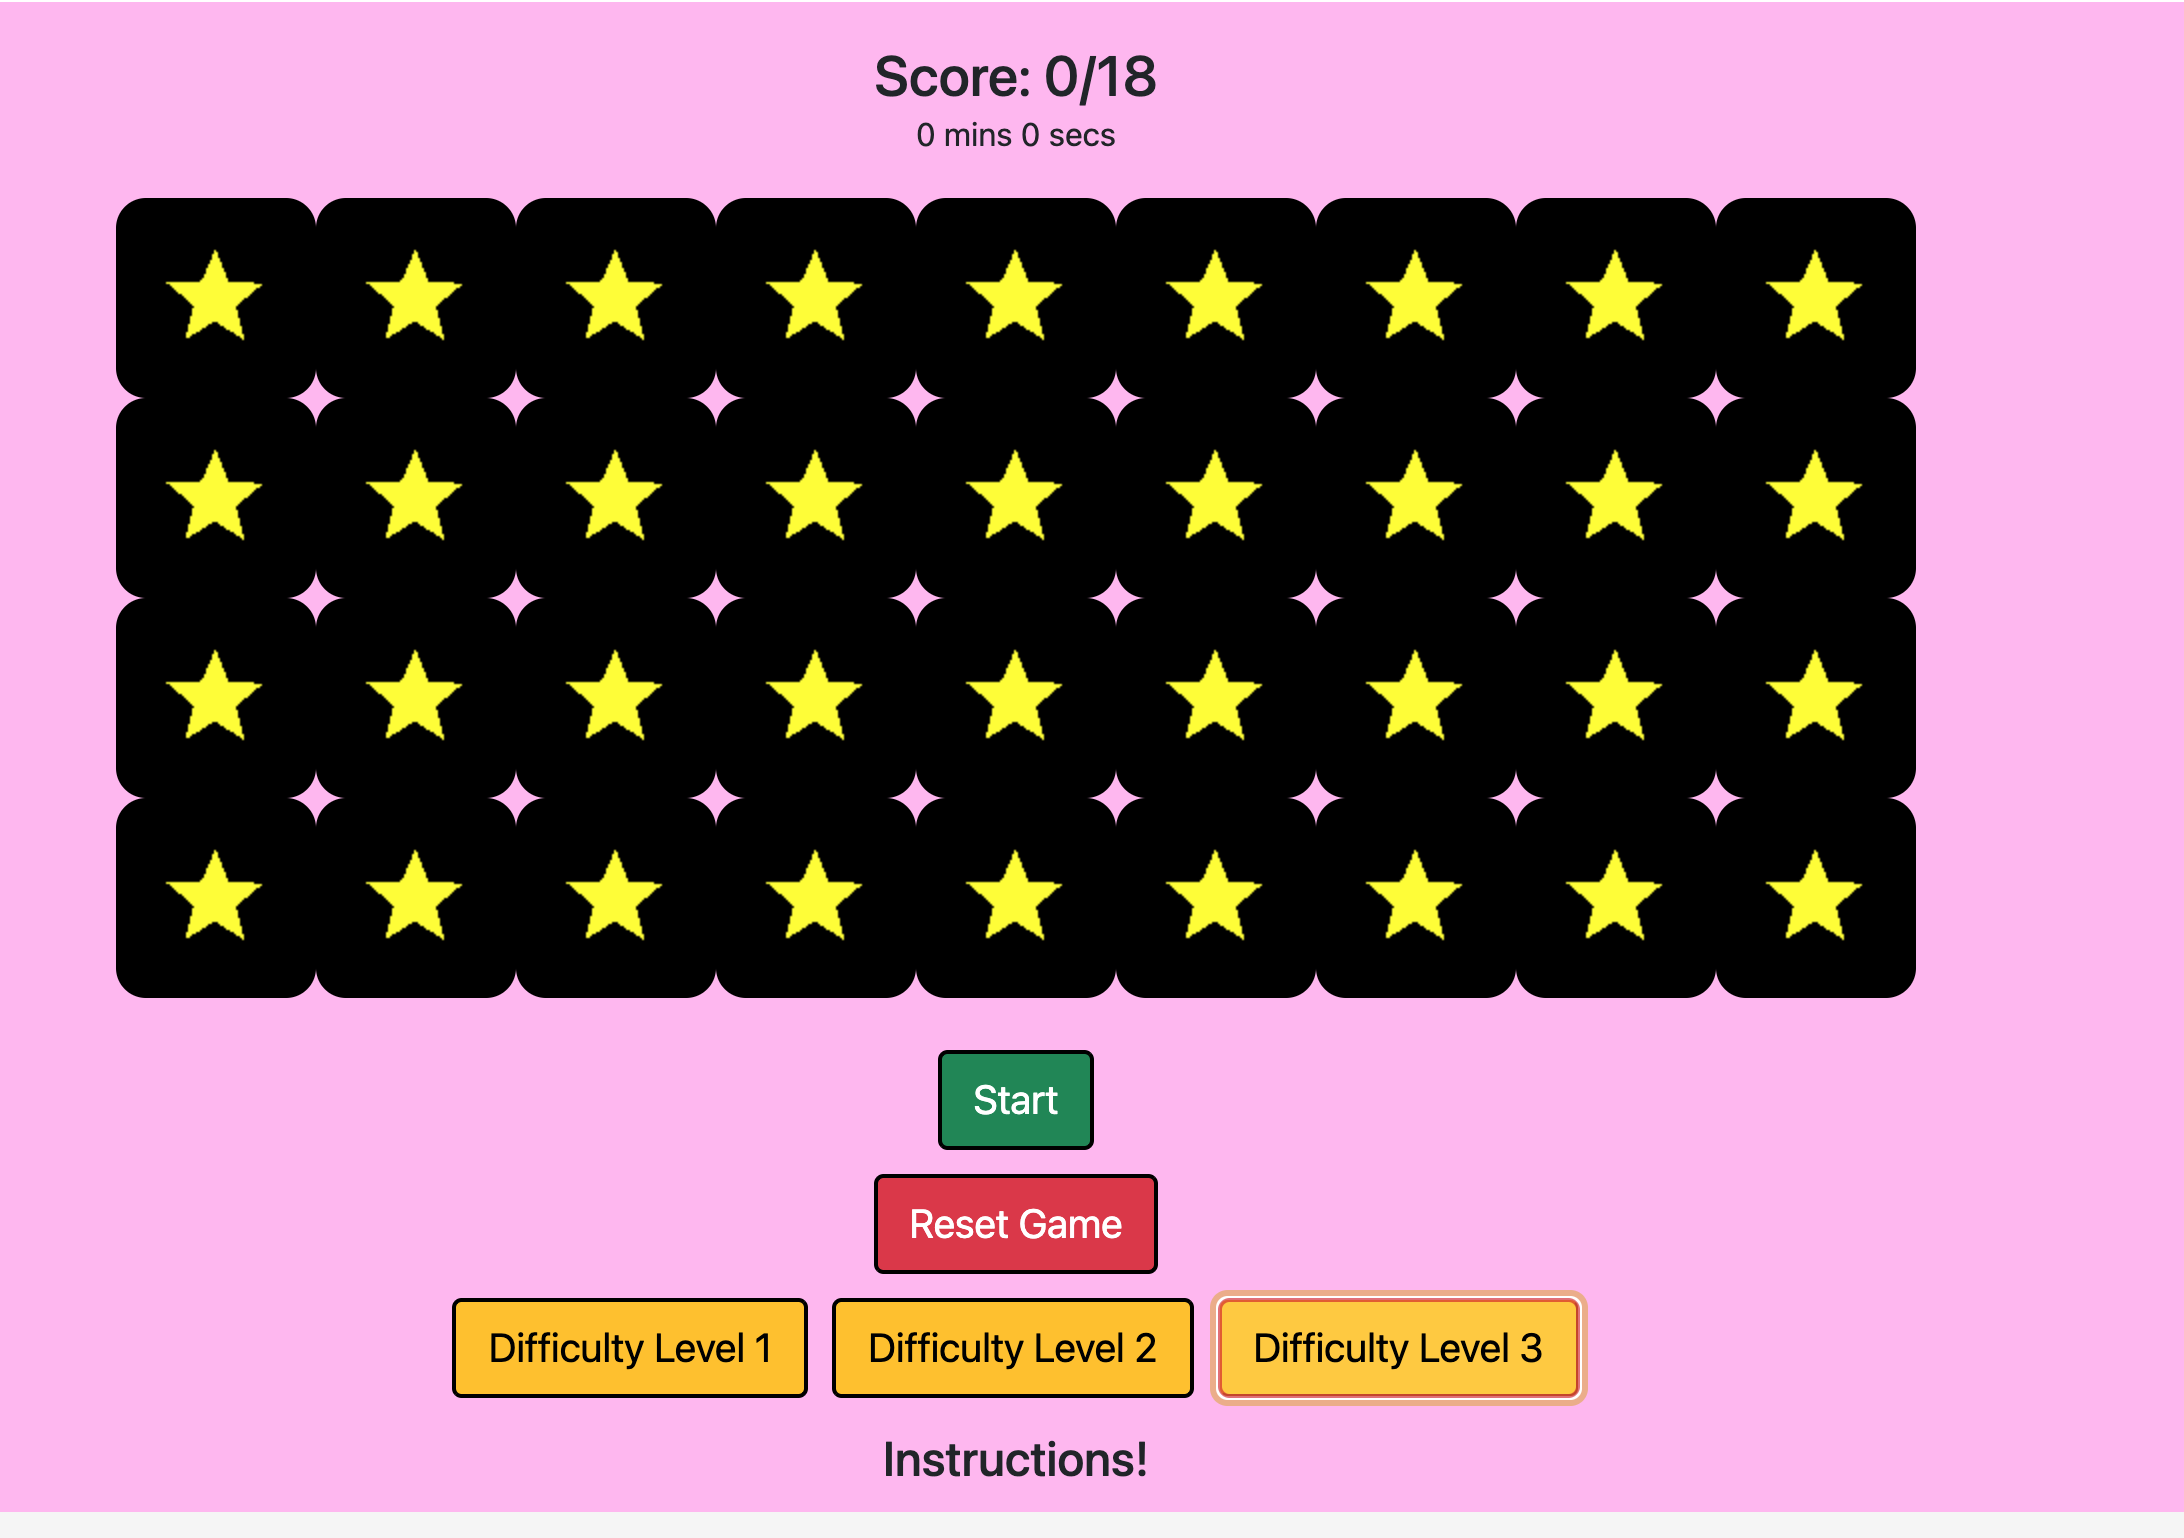 Score: 0/18
0 mins 0 secs
Start
Reset Game
Difficulty Level 1 Difficulty Level 2 Difficulty Level 3
Instructions!